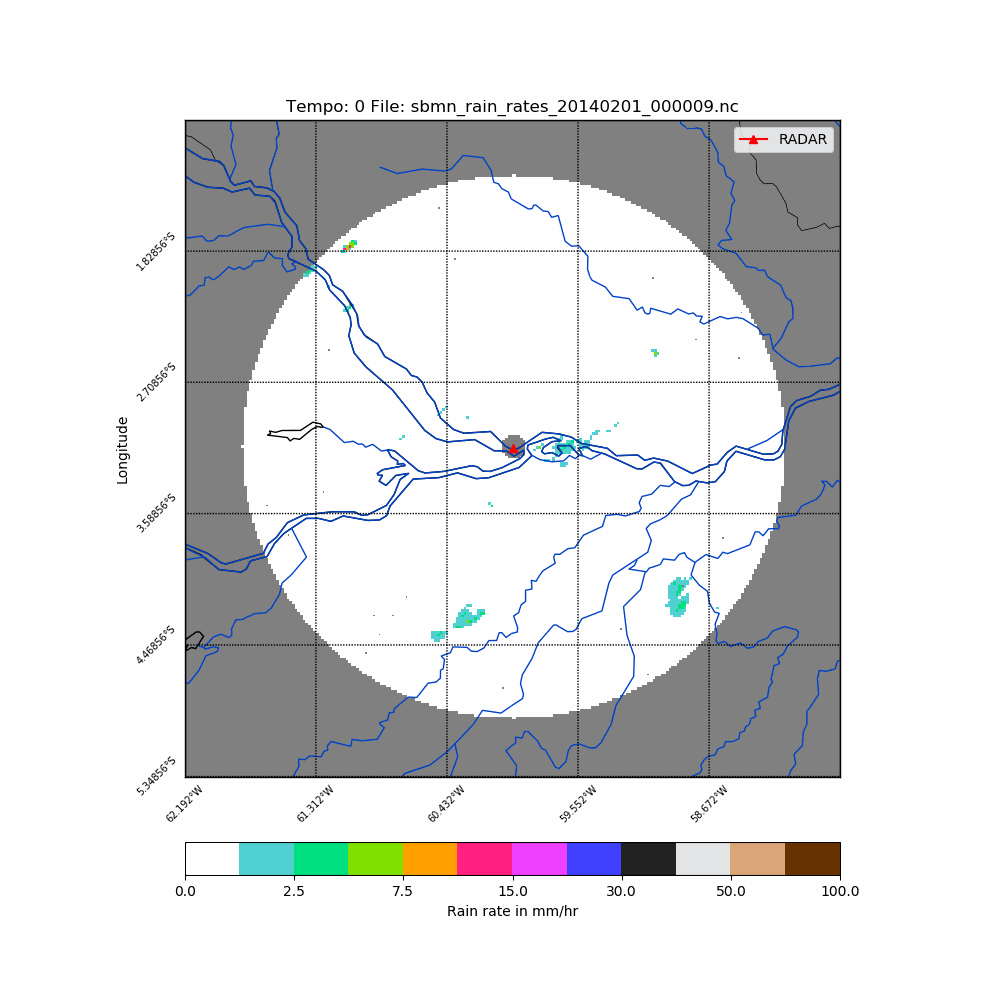 Tempo: 0 File: sbmn_rain_rates_20140201_000009.nc
RADAR
Longitude
1.82856°S
2.70856°S
3.58856°S
4.46856°S
5.34856°S
62.192°W
61.312°W
60.432°W
59.552°W
58.672°W
0.0 2.5 7.5 15.0 30.0 50.0 100.0
Rain rate in mm/hr